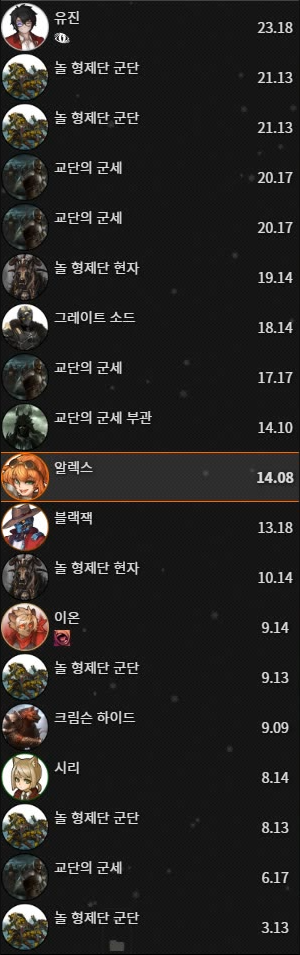 유진
23.18
놀 형제단 군단
21.13
놀 형제단 군단
21.13
교단의 군세
20.17
교단의 군세
20.17
놀 형제단 현자
19.14
그레이트 소드
18.14
교단의 군세
17.17
교단의 군세 부관
14.10
알렉스
14.08
블랙잭
13.18
놀 형제단 현자
10.14
이온
9.14
놀 형제단 군단
9.13
크림슨 하이드
9.09
시리
8.14
놀 형제단 군단
8.13
교단의 군세
6.17
놀 형제단 군단
3.13